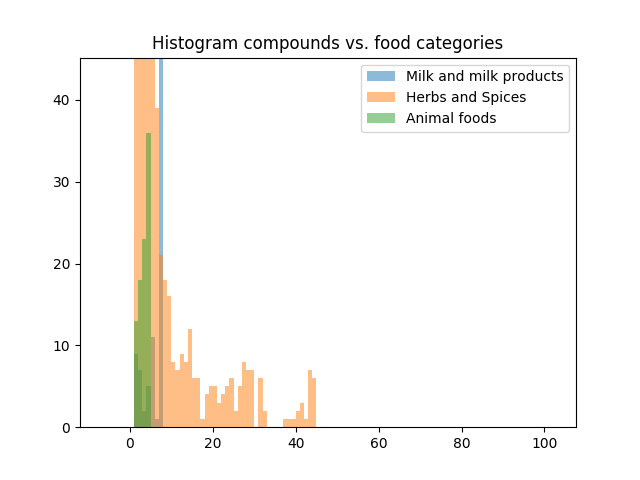 Histogram compounds vs. food categories
Milk and milk products
Herbs and Spices
Animal foods
40
30
20
10
0
0 20 40 60 80 100